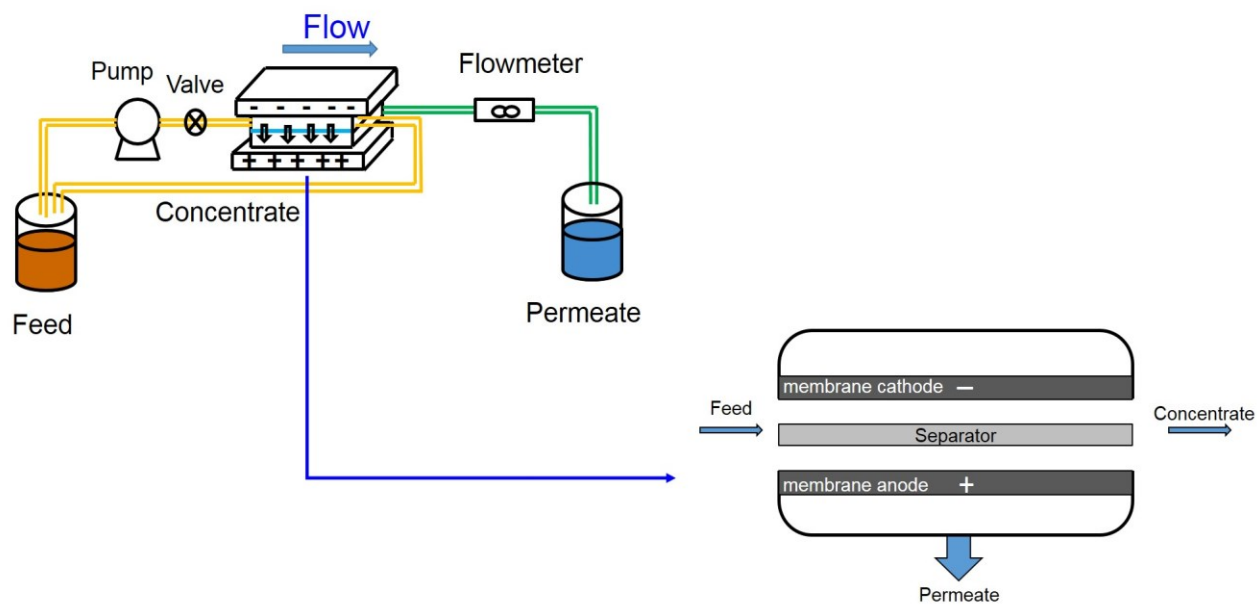 Flow
Pump
Valve
Flowmeter
- - - - -
+ + + + +
Concentrate
Feed
Permeate
membrane cathode −
Feed
Concentrate
Separator
membrane anode +
Permeate